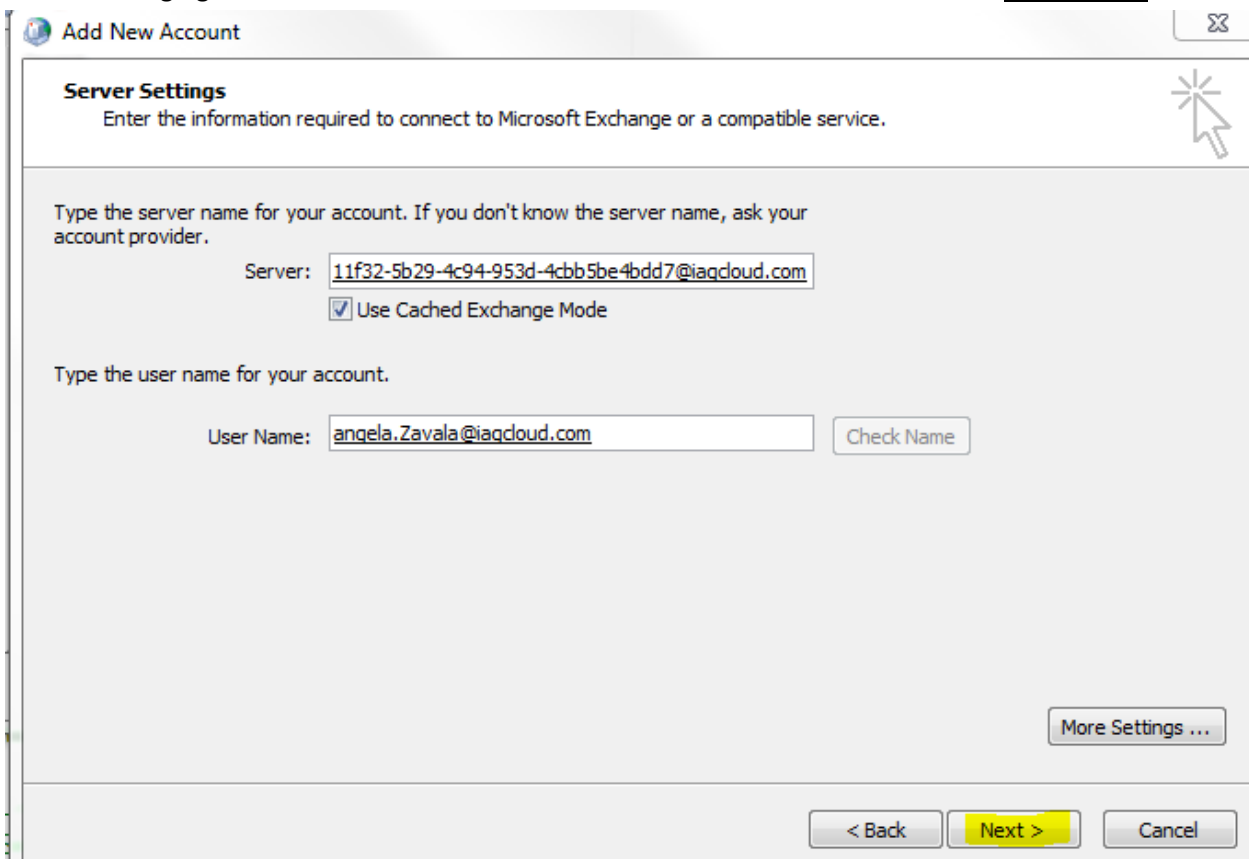 Add New Account
Server Settings
Enter the information required to connect to Microsoft Exchange or a compatible service.
Type the server name for your account. If you don't know the server name, ask your
account provider.
Server: 11f32-5b29-4c94-953d-4cbb5be4bdd7@iagcloud.com
Use Cached Exchange Mode
Type the user name for your account.
User Name: angela.Zavala@iagcloud.com Check Name
More Settings ...
< Back Next > Cancel